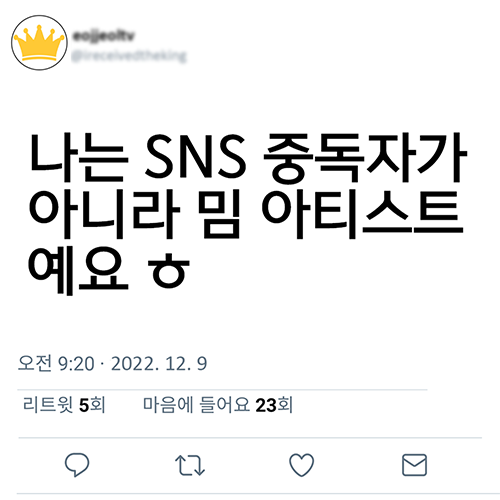 나는 SNS 중독자가
아니라 밈 아티스트
예요 ㅎ
오전 9:20 · 2022. 12. 9
리트윗 5회 마음에 들어요 23회